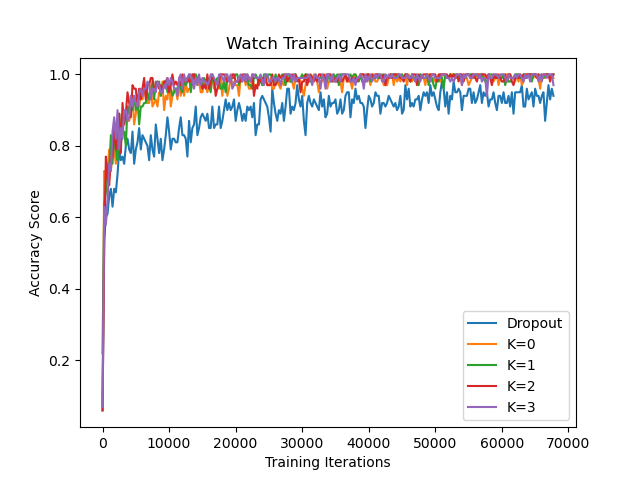 Watch Training Accuracy
Accuracy Score
1.0
0.8
0.6
0.4
0.2
0 10000 20000 30000 40000 50000 60000 70000
Training Iterations
Dropout
K=0
K=1
K=2
K=3